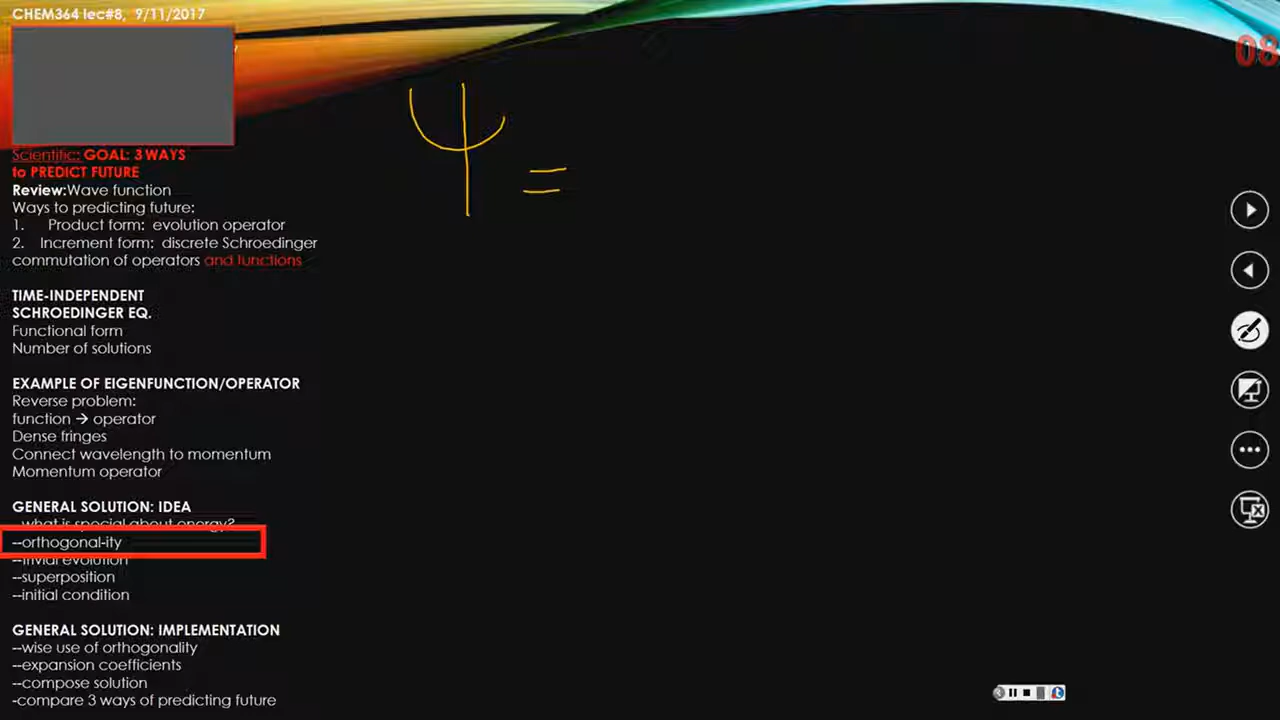 CHEM364 lec#8, 9/11/2017
08
Scientific: GOAL: 3 WAYS
to PREDICT FUTURE
Review:Wave function
Ways to predicting future:
1. Product form: evolution operator
2. Increment form: discrete Schroedinger
commutation of operators and functions
TIME-INDEPENDENT
SCHROEDINGER EQ.
Functional form
Number of solutions
EXAMPLE OF EIGENFUNCTION/OPERATOR
Reverse problem:
function → operator
Dense fringes
Connect wavelength to momentum
Momentum operator
GENERAL SOLUTION: IDEA
--what is special about energy?
--orthogonal-ity
--trivial evolution
--superposition
--initial condition
GENERAL SOLUTION: IMPLEMENTATION
--wise use of orthogonality
--expansion coefficients
--compose solution
-compare 3 ways of predicting future
Ψ =